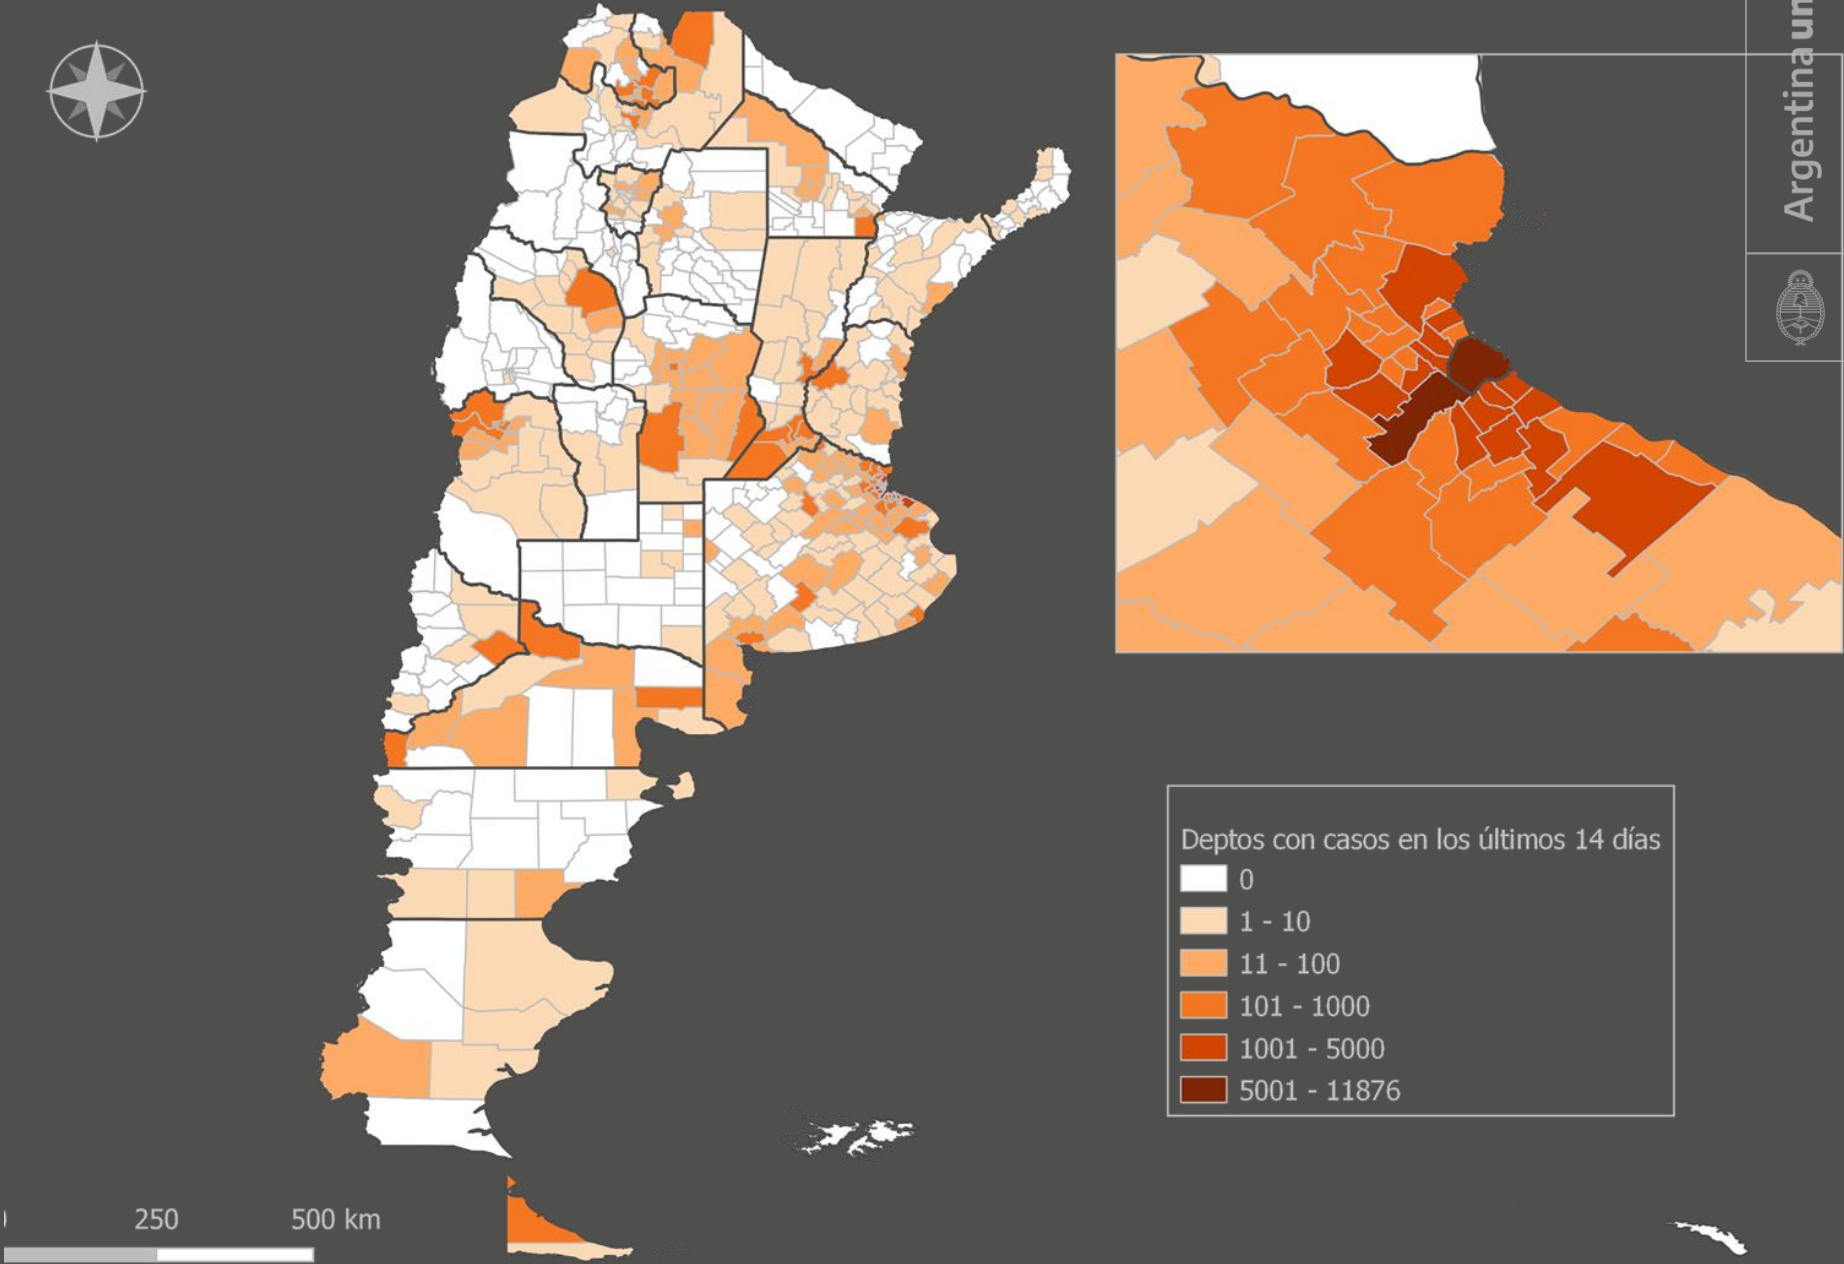 Argentina un
Deptos con casos en los últimos 14 días
0
1 - 10
11 - 100
101 - 1000
1001 - 5000
5001 - 11876
250 500 km